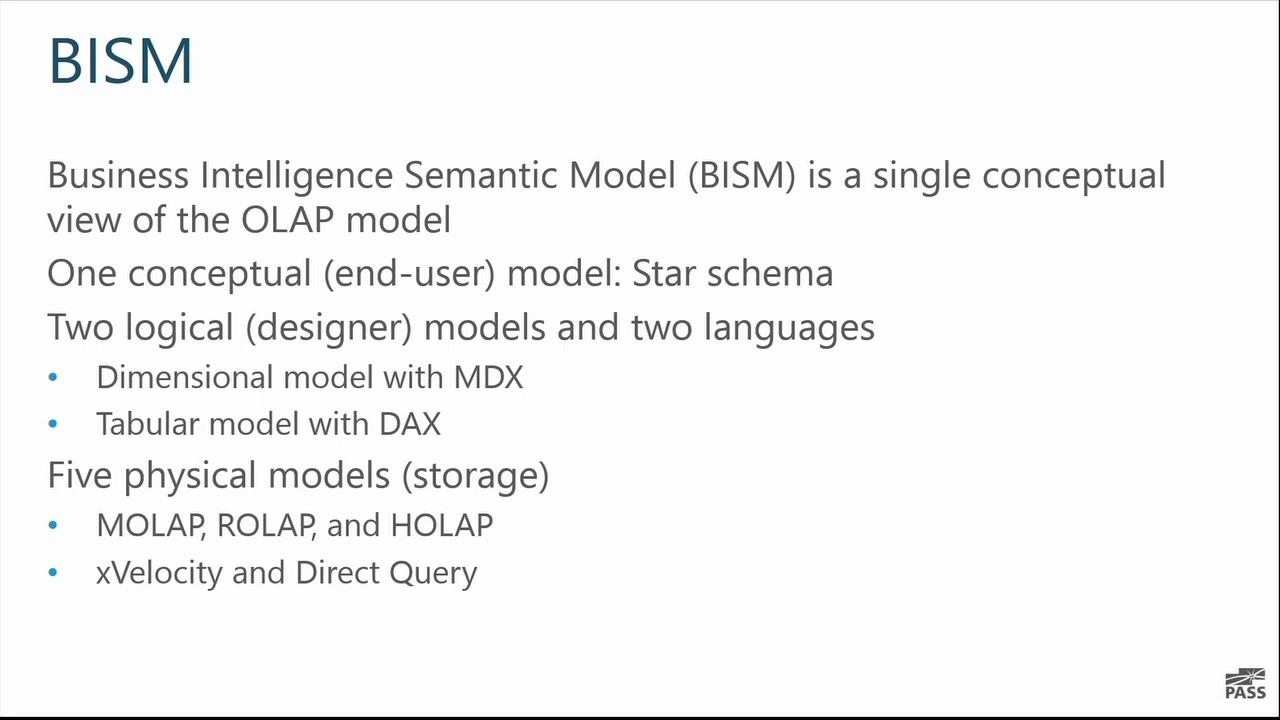 BISM
Business Intelligence Semantic Model (BISM) is a single conceptual
view of the OLAP model
One conceptual (end-user) model: Star schema
Two logical (designer) models and two languages
• Dimensional model with MDX
• Tabular model with DAX
Five physical models (storage)
• MOLAP, ROLAP, and HOLAP
• xVelocity and Direct Query
PASS